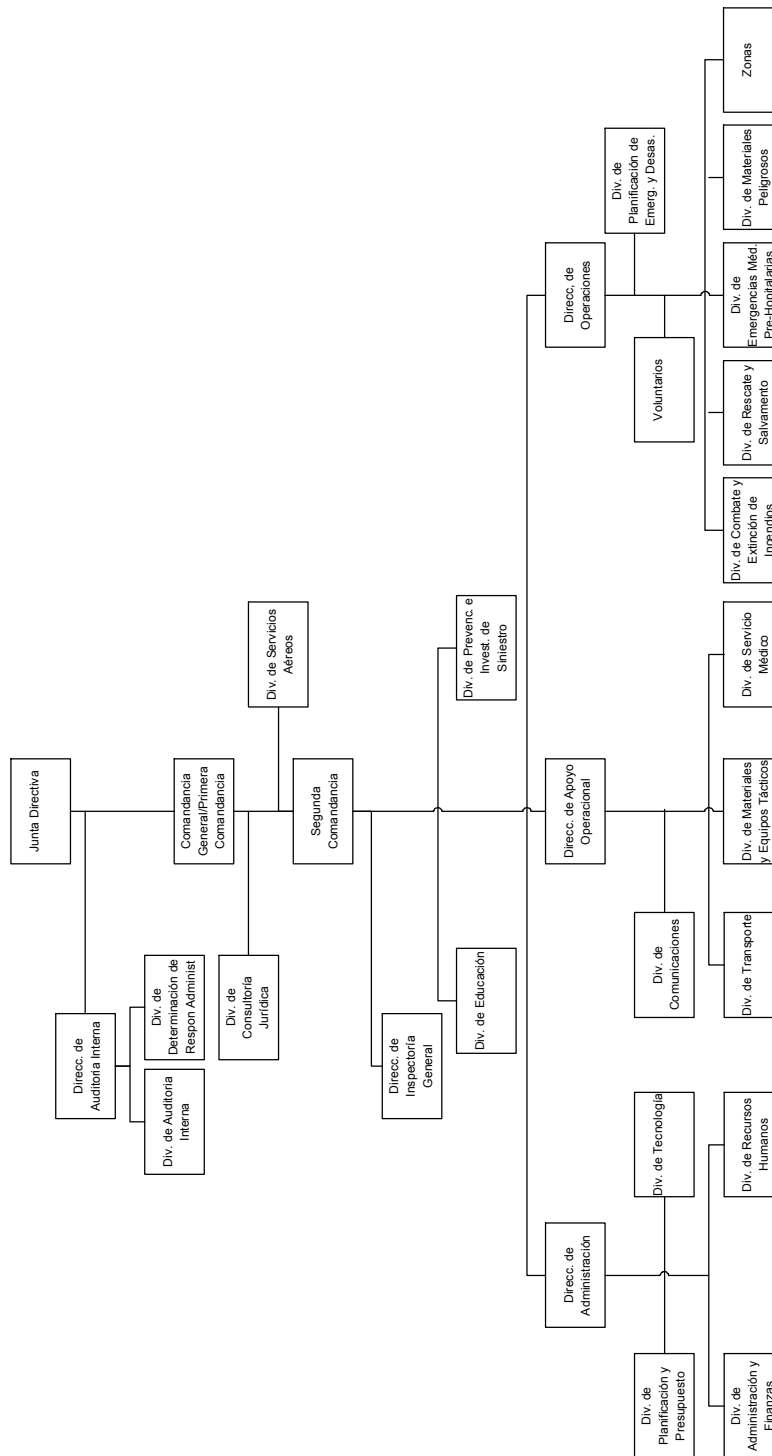 Junta Directiva
Direcc. de
Auditoria Interna
Div. de Auditoría
Interna
Div. de
Determinación de
Respon Administ
Comandancia
General/Primera
Comandancia
Div. de
Consultoría
Jurídica
Div. de Servicios
Aéreos
Segunda
Comandancia
Direcc. de
Inspectoría
General
Div. de Educación
Div. de Prevenc. e
Invest. de
Siniestro
Direcc. de
Administración
Direcc. de Apoyo
Operacional
Direcc, de
Operaciones
Div. de
Planificación y
Presupuesto
Div. de Tecnología
Div. de
Comunicaciones
Voluntarios
Div. de
Planificación de
Emerg. y Desas.
Div. de
Administración y
Finanzas
Div. de Recursos
Humanos
Div. de Transporte
Div. de Materiales
y Equipos Tácticos
Div. de Servicio
Médico
Div. de Combate y
Extinción de
Incendios
Div. de Rescate y
Salvamento
Div. de
Emergencias Méd.
Pre-Hopitalarias
Div. de Materiales
Peligrosos
Zonas